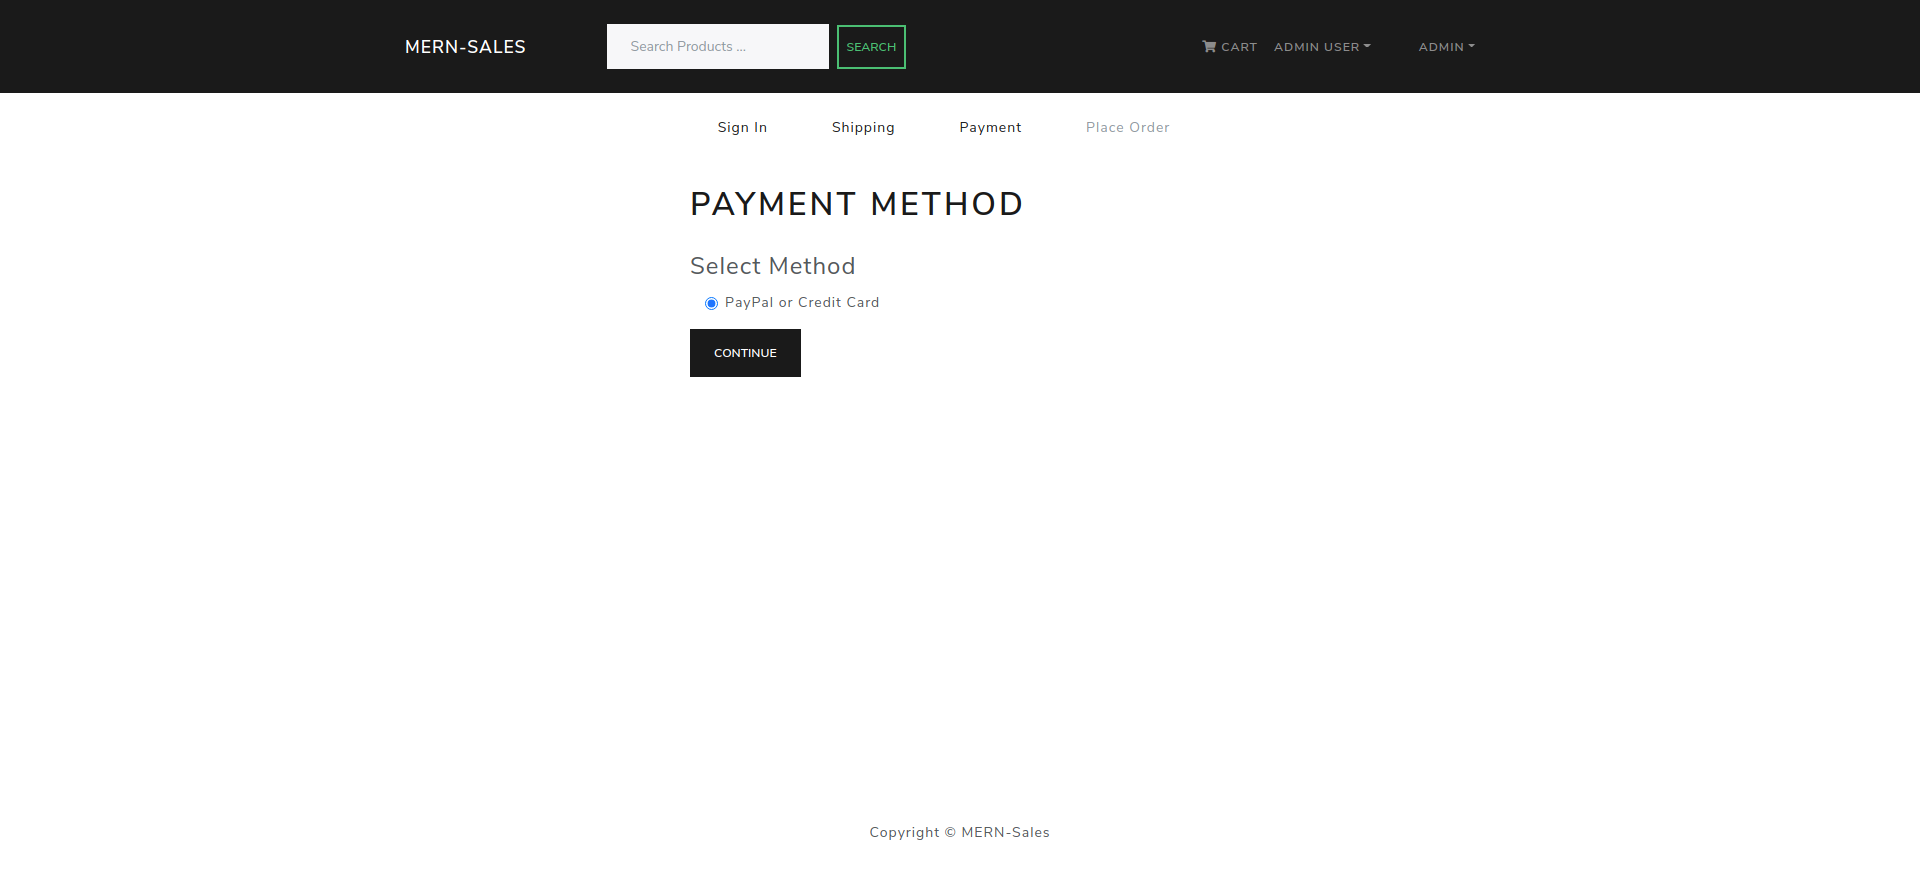 MERN-SALES
Search Products ...
SEARCH
CART
ADMIN USER
ADMIN
Sign In
Shipping
Payment
Place Order
PAYMENT METHOD
Select Method
PayPal or Credit Card
CONTINUE
Copyright © MERN-Sales